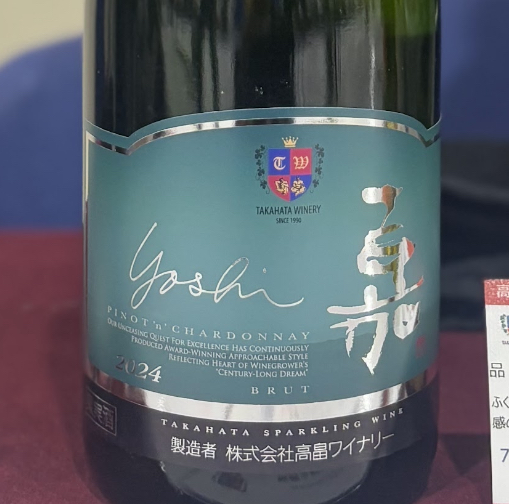 T W
TAKAHATA WINERY
SINCE 1990
嘉
Yoshi
PINOT 'n' CHARDONNAY
OUR UNCEASING QUEST FOR EXCELLENCE HAS CONTINUOUSLY
PRODUCED AWARD-WINNING APPROACHABLE STYLE
REFLECTING HEART OF WINEGROWER'S
"CENTURY-LONG DREAM"
2024
BRUT
TAKAHATA SPARKLING WINE
製造者 株式会社高畠ワイナリー
高
品
ふく
感の
7